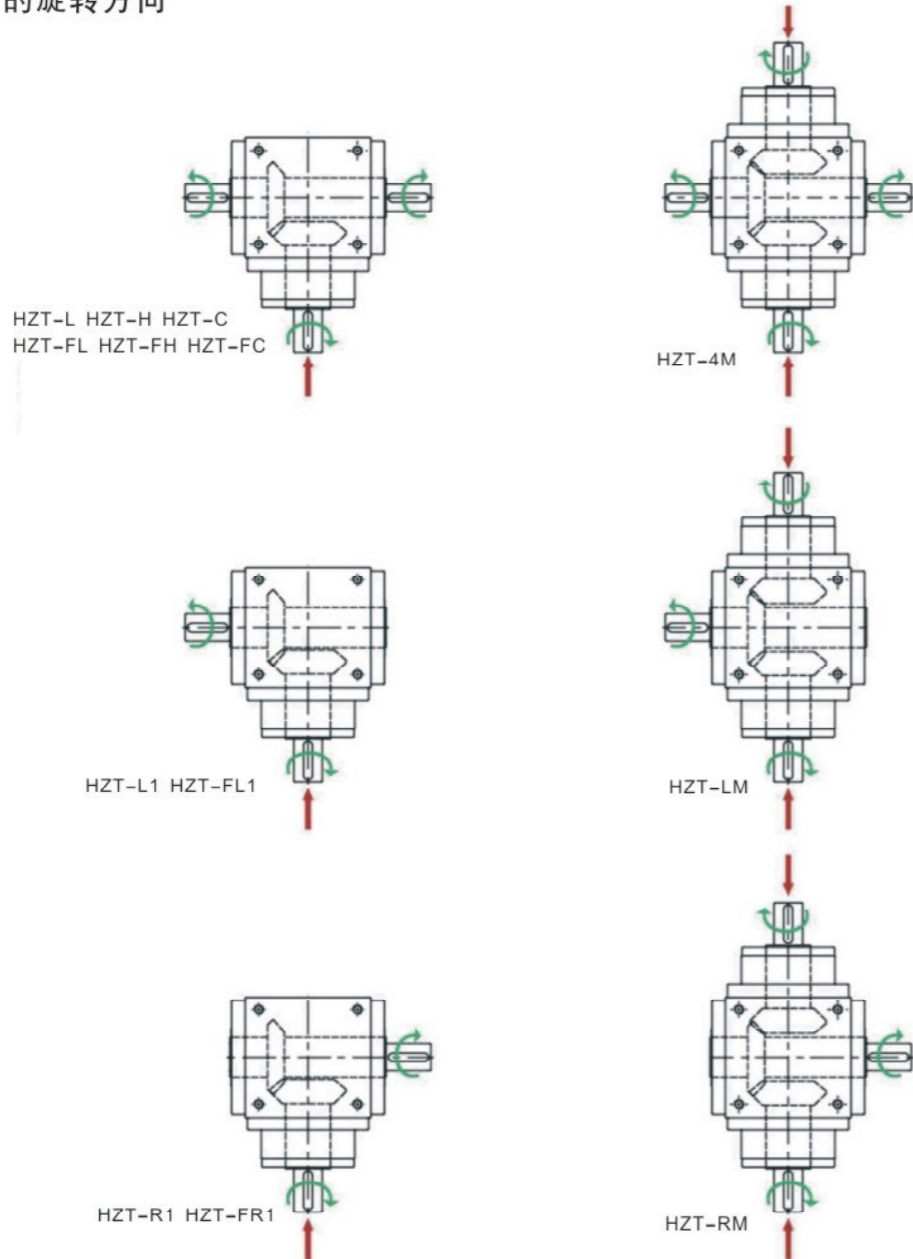 的旋转方向
HZT-L HZT-H HZT-C
HZT-FL HZT-FH HZT-FC
HZT-4M
HZT-L1 HZT-FL1
HZT-LM
HZT-R1 HZT-FR1
HZT-RM